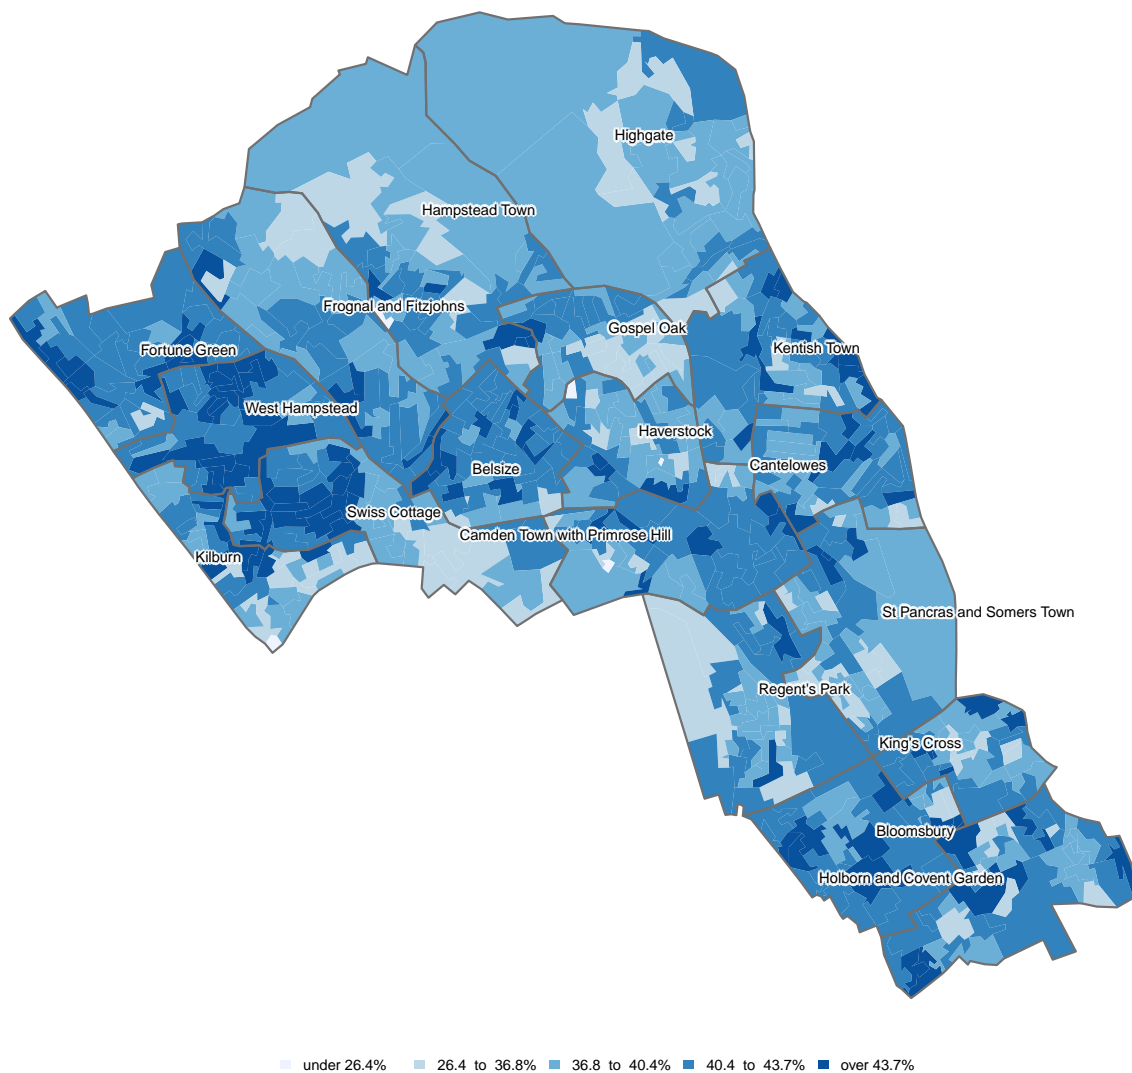 Highgate
Hampstead Town
Frognal and Fitzjohns
Gospel Oak
Fortune Green
Kentish Town
West Hampstead
Haverstock
Belsize
Cantelowes
Swiss Cottage
Camden Town with Primrose Hill
Kilburn
St Pancras and Somers Town
Regent's Park
King's Cross
Bloomsbury
Holborn and Covent Garden
under 26.4% 26.4 to 36.8% 36.8 to 40.4% 40.4 to 43.7% over 43.7%